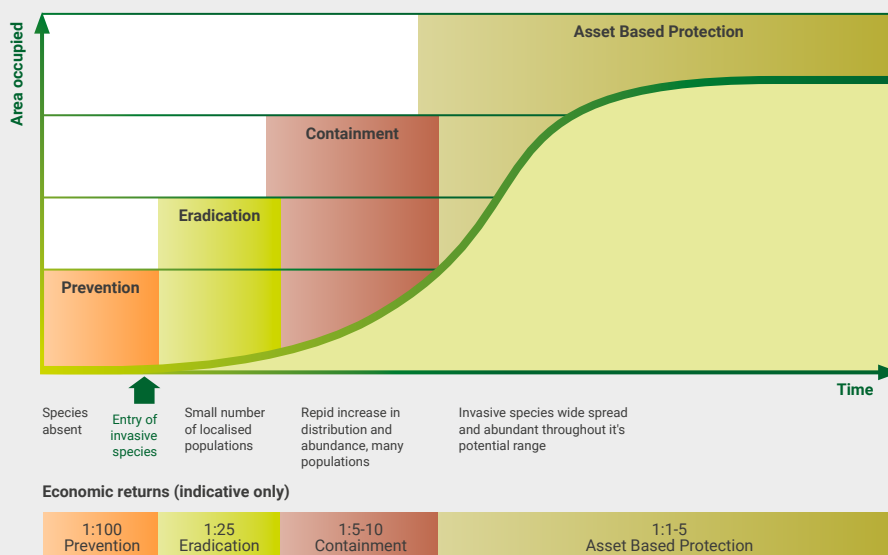 Area occupied
Asset Based Protection
Containment
Eradication
Prevention
Time
Species
absent
Entry of
invasive
species
Small number
of localised
populations
Repid increase in
distribution and
abundance, many
populations
Invasive species wide spread
and abundant throughout it's
potential range
Economic returns (indicative only)
1:100
Prevention
1:25
Eradication
1:5-10
Containment
1:1-5
Asset Based Protection